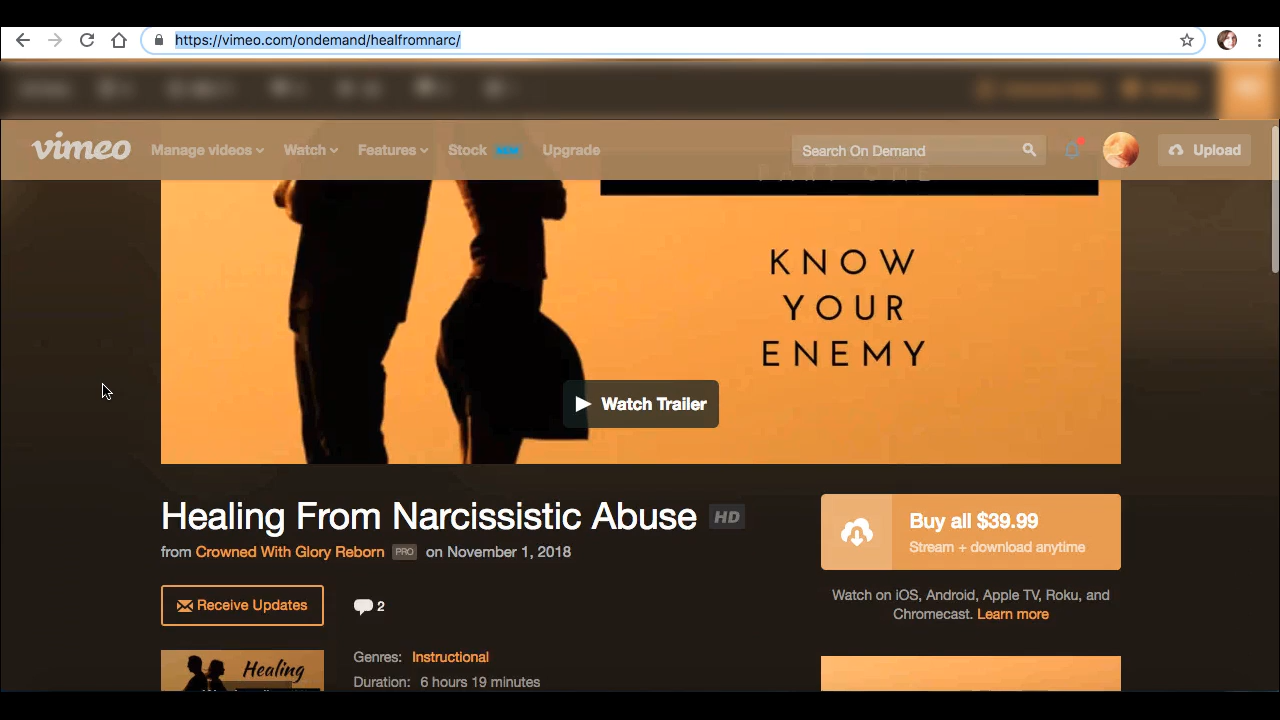 https://vimeo.com/ondemand/healfromnarc/
vimeo Manage videos Watch Features Stock NEW Upgrade Search On Demand Upload
PART ONE
KNOW
YOUR
ENEMY
Watch Trailer
Healing From Narcissistic Abuse HD
from Crowned With Glory Reborn PRO on November 1, 2018
Buy all $39.99
Stream + download anytime
Receive Updates 2
Watch on iOS, Android, Apple TV, Roku, and
Chromecast. Learn more
Healing
Genres: Instructional
Duration: 6 hours 19 minutes